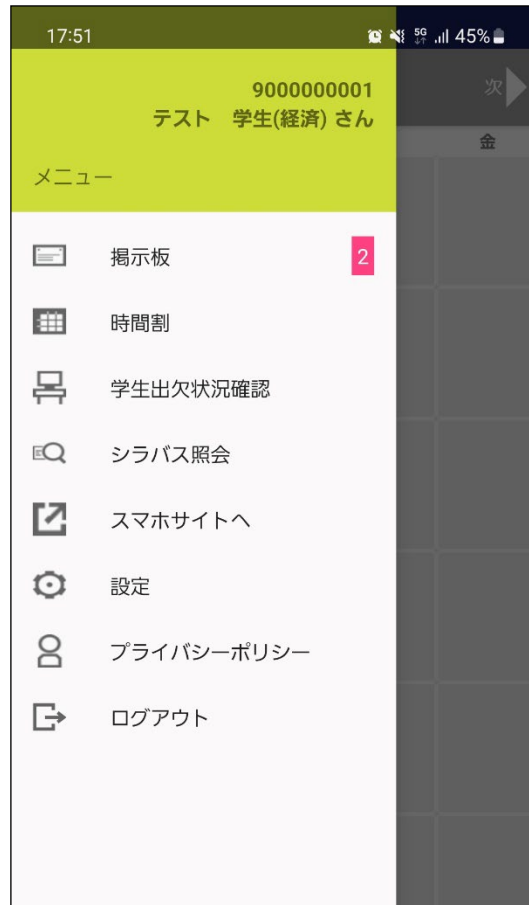 17:51 5G 45%
9000000001
テスト 学生(経済) さん
次
金
メニュー
掲示板 2
時間割
学生出欠状況確認
シラバス照会
スマホサイトへ
設定
プライバシーポリシー
ログアウト